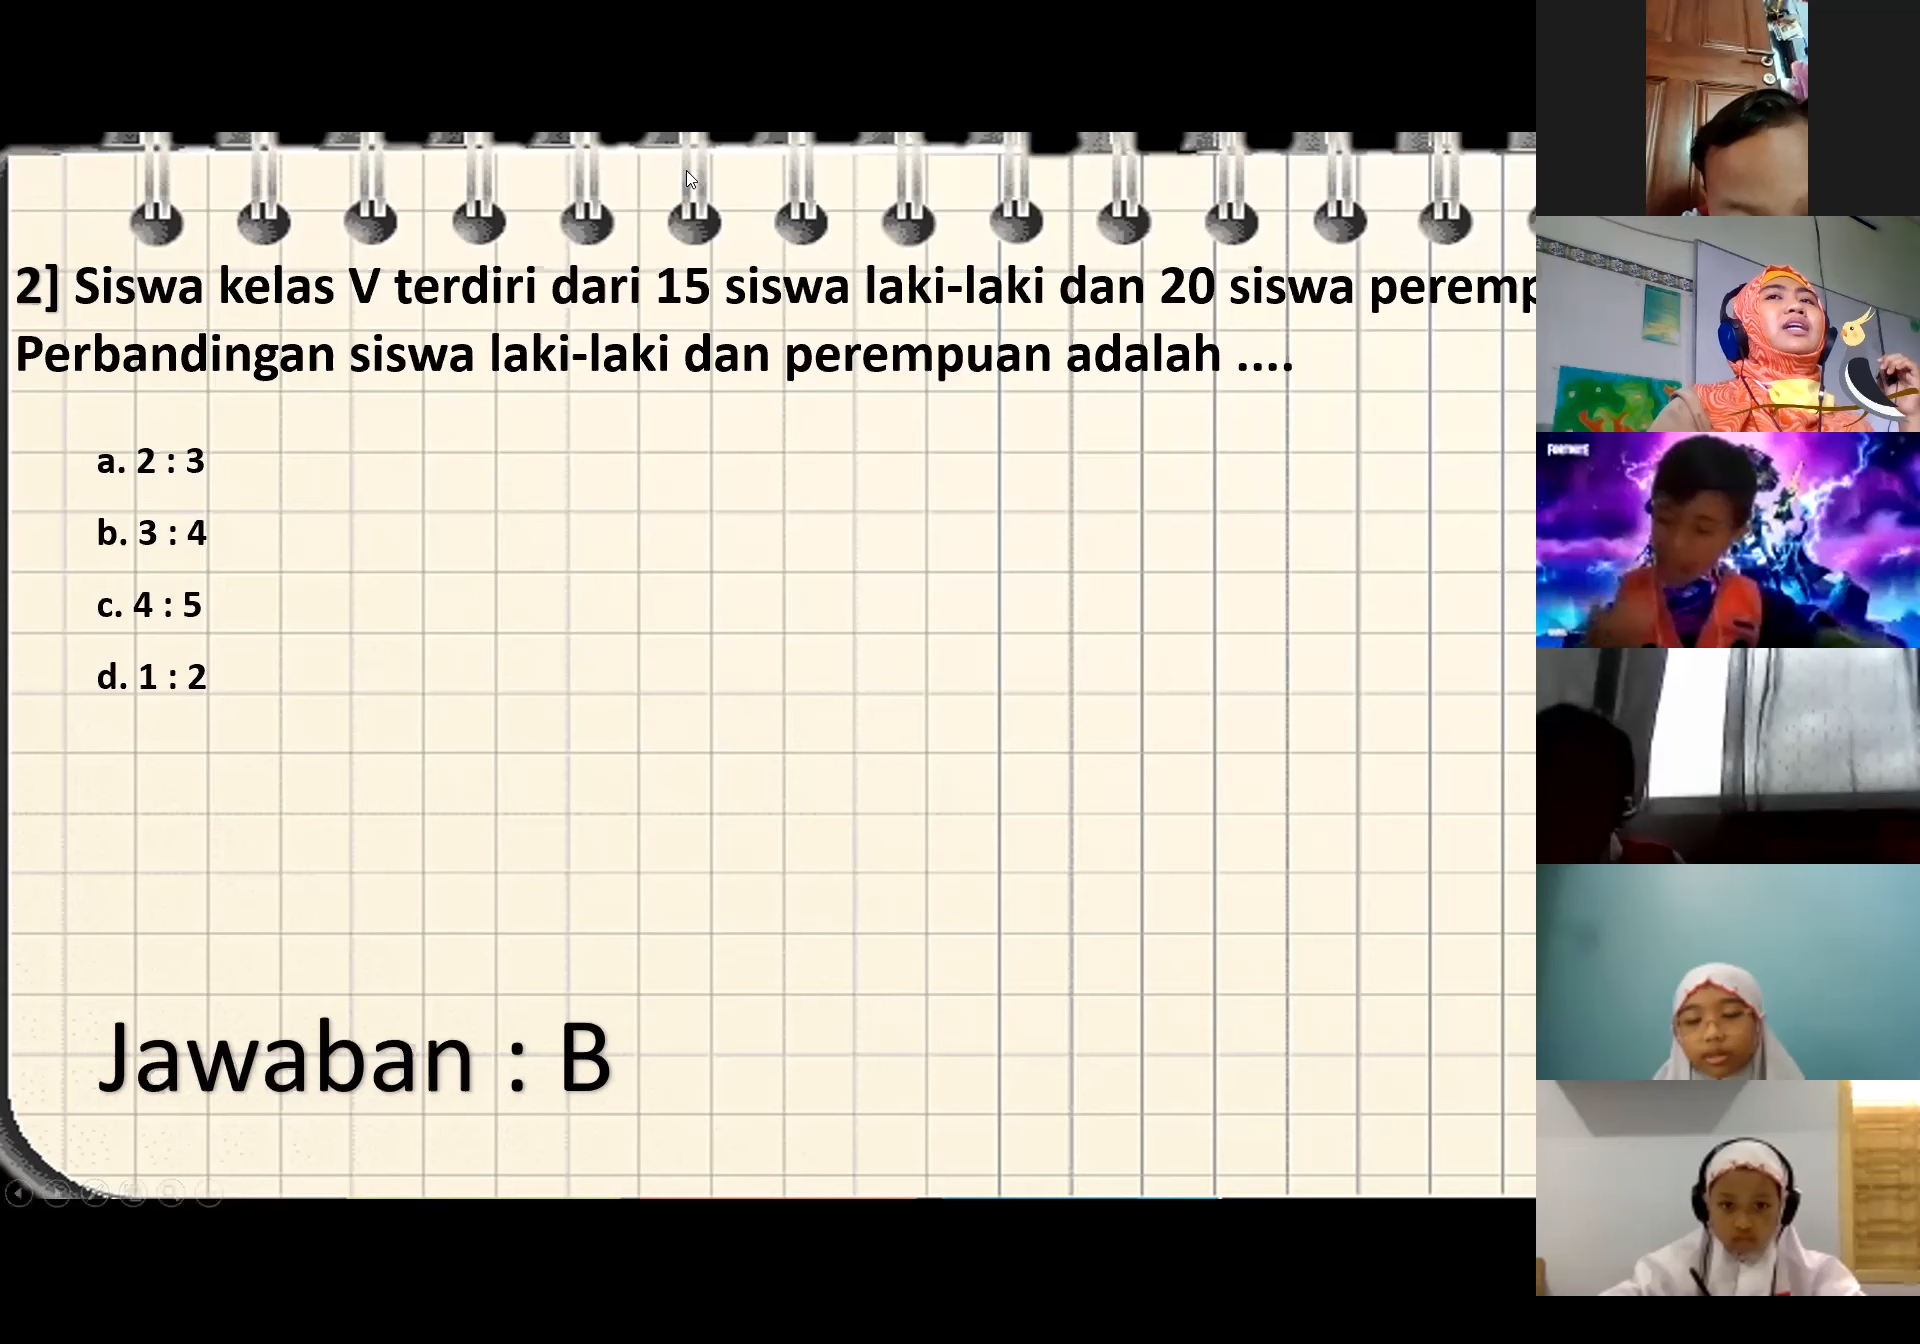 2] Siswa kelas V terdiri dari 15 siswa laki-laki dan 20 siswa
Perbandingan siswa laki-laki dan perempuan adalah ....
a. 2 : 3
b. 3 : 4
c. 4 : 5
d. 1 : 2
Jawaban : B
FORTNITE